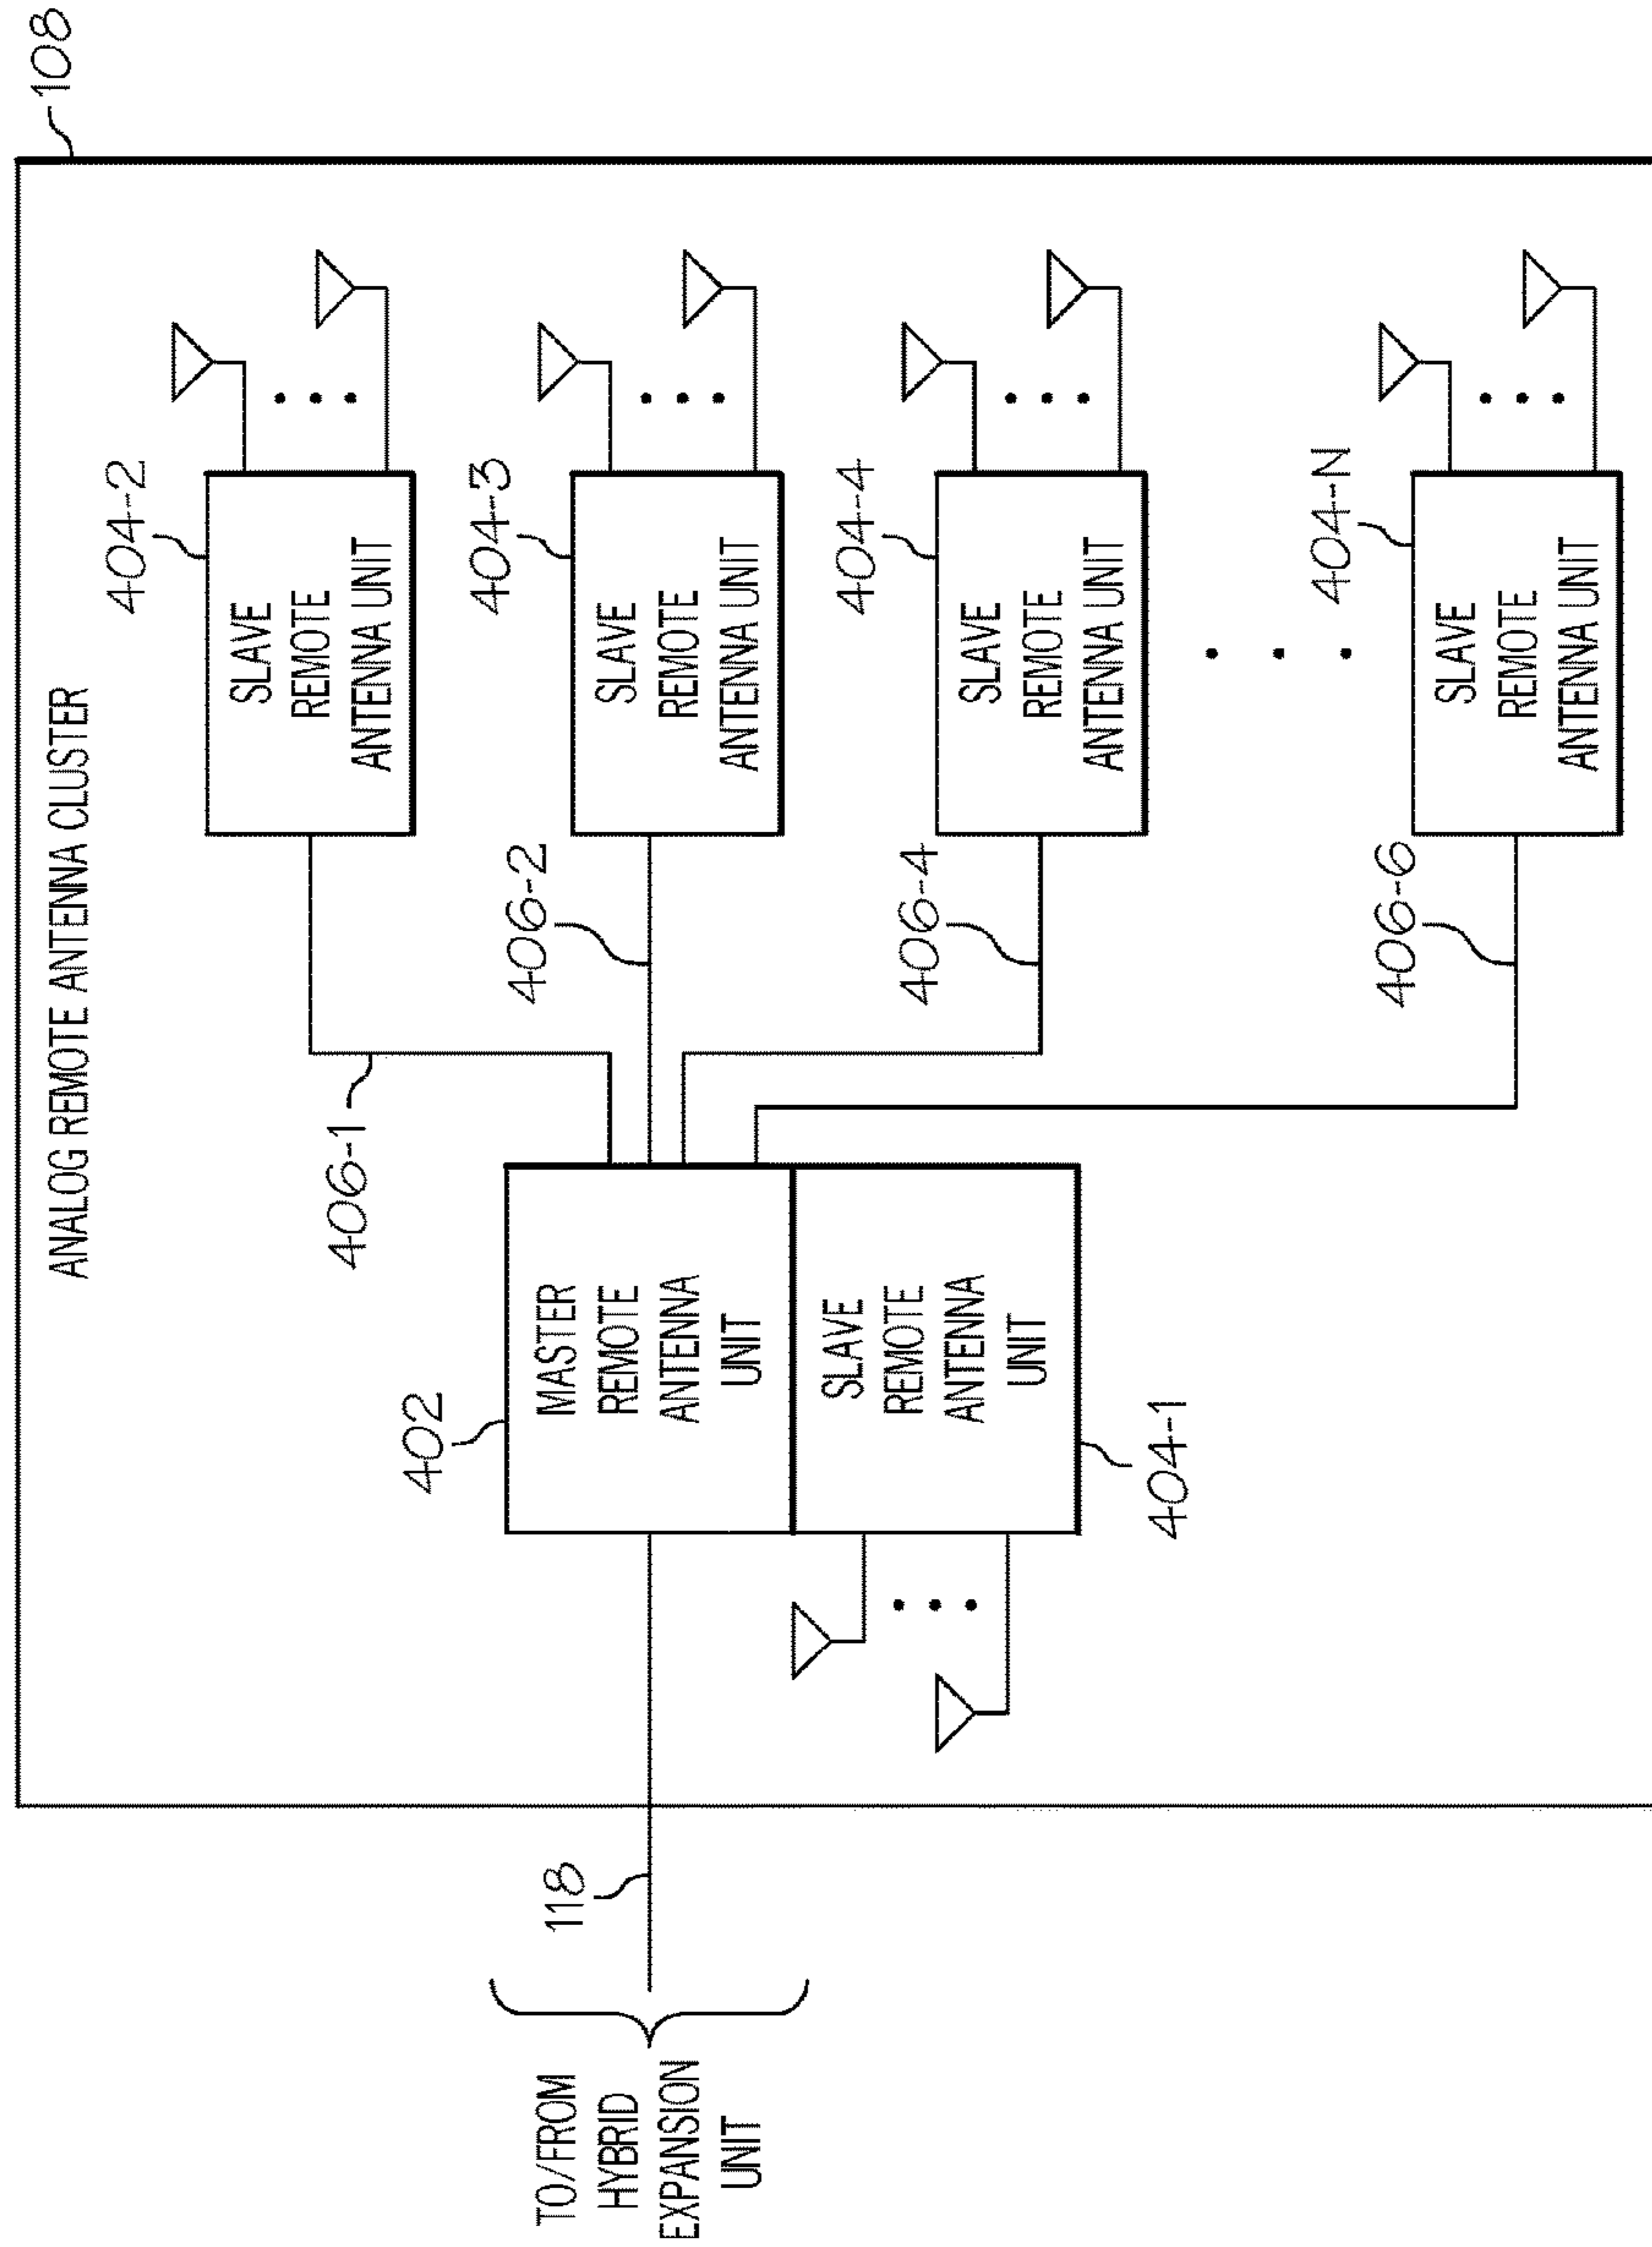 108
ANALOG REMOTE ANTENNA CLUSTER
404-2
SLAVE
REMOTE
ANTENNA UNIT
406-1
404-3
SLAVE
REMOTE
ANTENNA UNIT
406-2
404-4
SLAVE
REMOTE
ANTENNA UNIT
406-4
404-N
SLAVE
REMOTE
ANTENNA UNIT
406-6
402
MASTER
REMOTE
ANTENNA
UNIT
SLAVE
REMOTE
ANTENNA
UNIT
404-1
118
TO/FROM
HYBRID
EXPANSION
UNIT